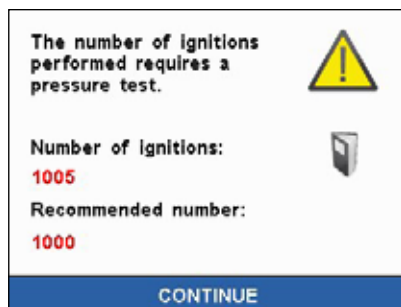 The number of ignitions
performed requires a
pressure test.
Number of ignitions:
1005
Recommended number:
1000
CONTINUE